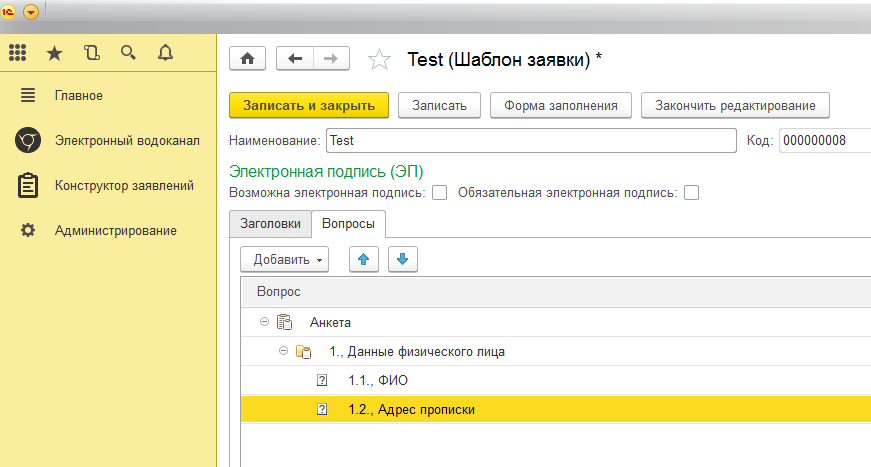 1С
Test (Шаблон заявки) *
Главное
Электронный водоканал
Конструктор заявлений
Администрирование
Записать и закрыть Записать Форма заполнения Закончить редактирование
Наименование: Test Код: 000000008
Электронная подпись (ЭП)
Возможна электронная подпись: Обязательная электронная подпись:
Заголовки Вопросы
Добавить
Вопрос
Анкета
1., Данные физического лица
1.1., ФИО
1.2., Адрес прописки